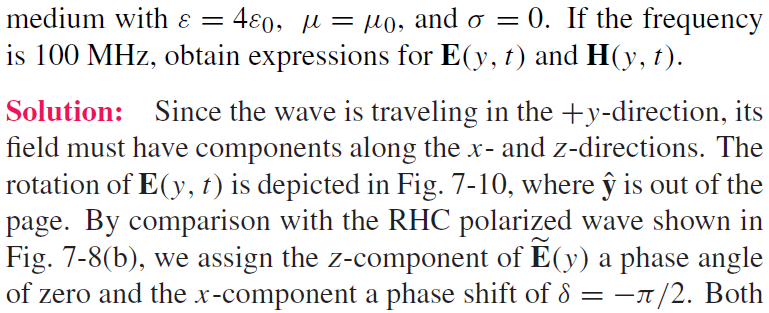 medium with ε = 4ε₀, μ = μ₀, and σ = 0. If the frequency
is 100 MHz, obtain expressions for E(y, t) and H(y, t).
Solution: Since the wave is traveling in the +y-direction, its
field must have components along the x- and z-directions. The
rotation of E(y, t) is depicted in Fig. 7-10, where ŷ is out of the
page. By comparison with the RHC polarized wave shown in
Fig. 7-8(b), we assign the z-component of Ẽ(y) a phase angle
of zero and the x-component a phase shift of δ = −π/2. Both